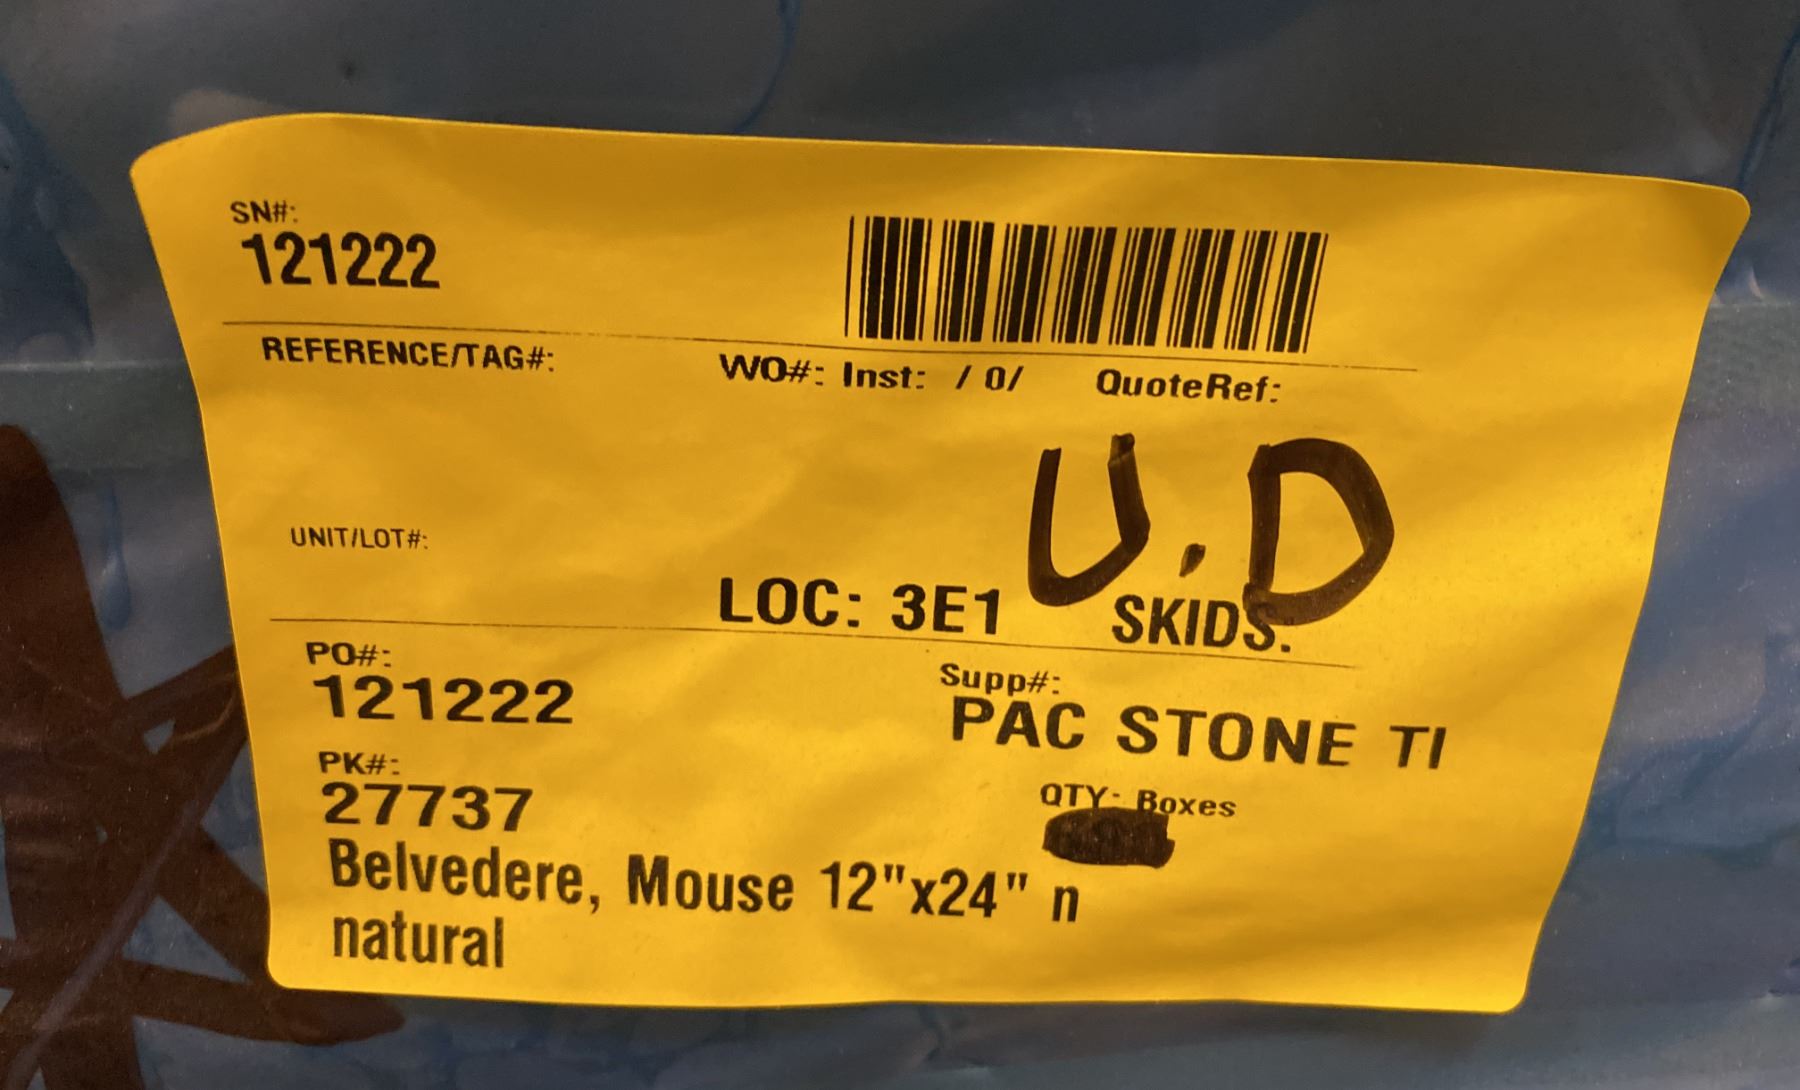 SN#:
121222
REFERENCE/TAG#:
WO#: Inst: / 0/ QuoteRef:
U.D
UNIT/LOT#:
LOC: 3E1 SKIDS.
PO#:
121222
Supp#:
PAC STONE TI
PK#:
27737
QTY- Boxes
Belvedere, Mouse 12"x24" n
natural